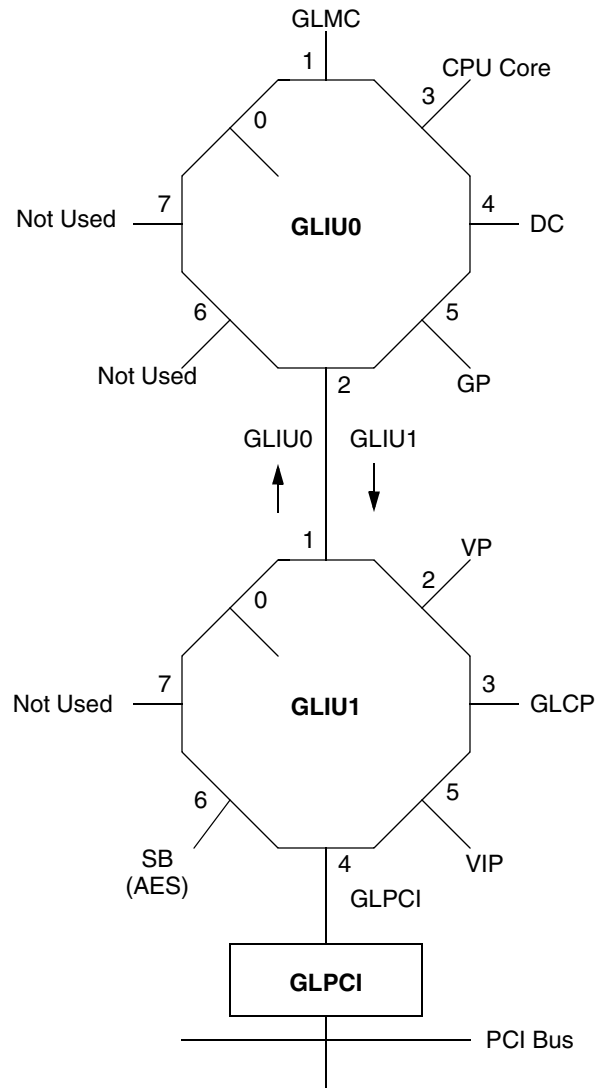 GLMC
1
CPU Core
3
0
Not Used
7
GLIU0
4
DC
6
5
Not Used
2
GP
GLIU0
GLIU1
1
VP
2
0
Not Used
7
GLIU1
3
GLCP
6
5
SB
(AES)
4
VIP
GLPCI
GLPCI
PCI Bus